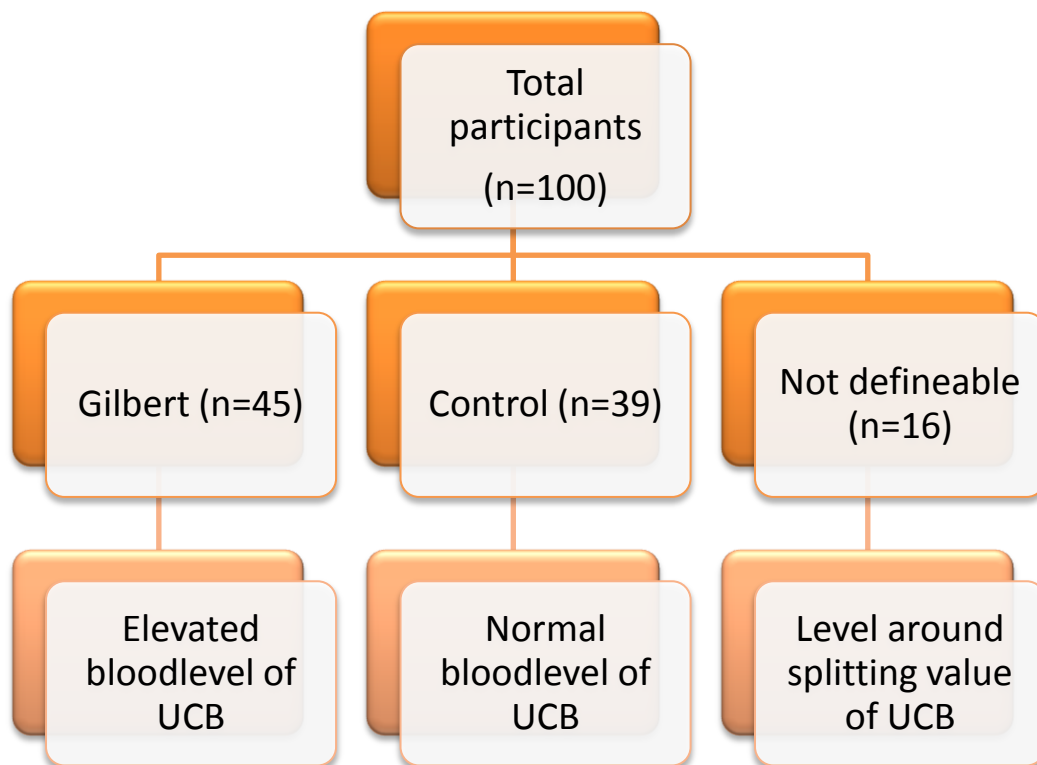 Total
participants
(n=100)
Gilbert (n=45)
Control (n=39)
Not defineable
(n=16)
Elevated
bloodlevel of
UCB
Normal
bloodlevel of
UCB
Level around
splitting value
of UCB